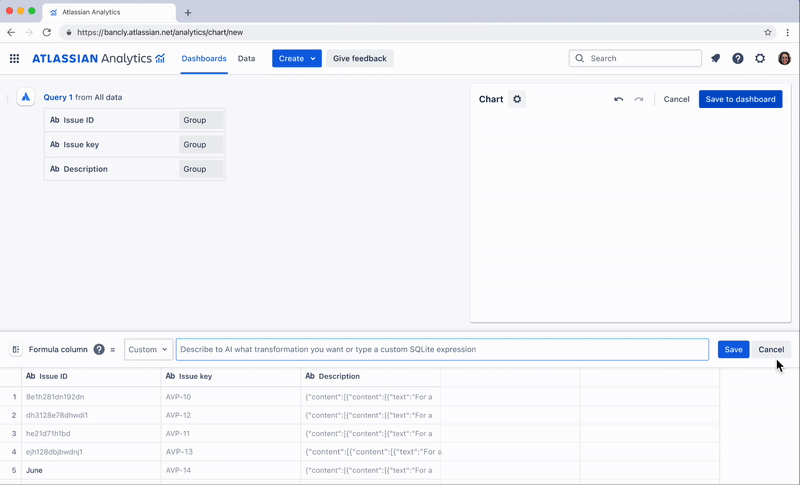 Atlassian Analytics
https://bancly.atlassian.net/analytics/chart/new
ATLASSIAN Analytics Dashboards Data Create Give feedback Search
Query 1 from All data
Ab Issue ID Group
Ab Issue key Group
Ab Description Group
Chart Cancel Save to dashboard
Formula column ? = Custom Describe to AI what transformation you want or type a custom SQLite expression Save Cancel
Ab Issue ID Ab Issue key Ab Description
1 8e1h281dn192dn AVP-10 {"content":[{"content":[{"text":"For a
2 dh3128e78dhwdi1 AVP-12 {"content":[{"content":[{"text":"For a
3 he21d71h1bd AVP-11 {"content":[{"content":[{"text":"For a
4 ejh128dbjbwdnj1 AVP-13 {"content":[{"content":[{"text":"For a
5 June AVP-14 {"content":[{"content":[{"text":"For a